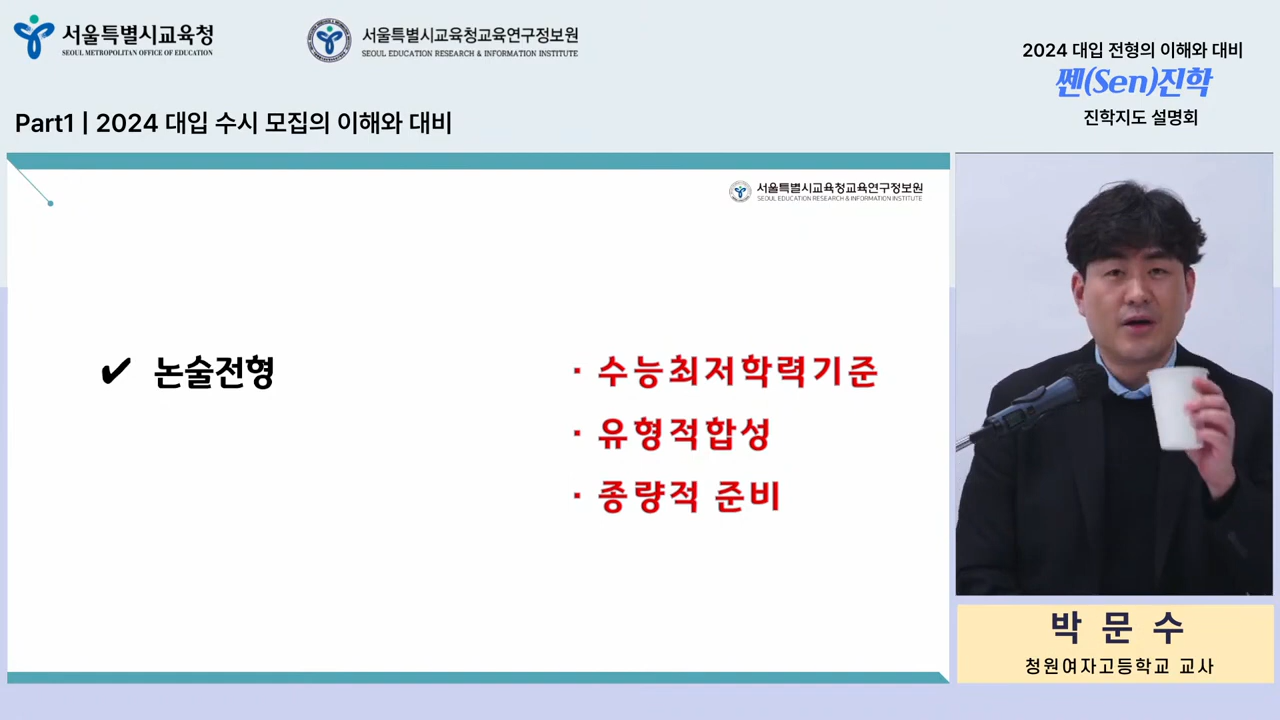 서울특별시교육청
SEOUL METROPOLITAN OFFICE OF EDUCATION
서울특별시교육청교육연구정보원
SEOUL EDUCATION RESEARCH & INFORMATION INSTITUTE
2024 대입 전형의 이해와 대비
쎈(Sen)진학
진학지도 설명회
Part1 | 2024 대입 수시 모집의 이해와 대비
서울특별시교육청교육연구정보원
SEOUL EDUCATION RESEARCH & INFORMATION INSTITUTE
✔ 논술전형
· 수능최저학력기준
· 유형적합성
· 종량적 준비
박 문 수
청원여자고등학교 교사